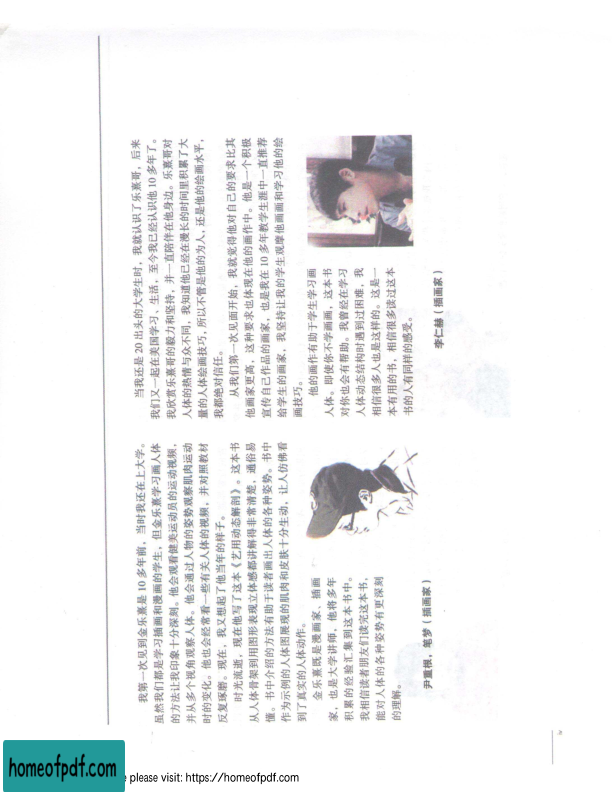 我第一次见到金乐熹是 10 多年前，当时我还在上大学。
虽然我们都是学习插画和漫画的学生，但金乐熹学习画人体
的方法让我印象十分深刻。他会观看健美运动员的运动视频，
并从多个视角观察人体。他会通过人物的姿势观察肌肉运动
时的变化。他也会经常看一些有关人体的视频，并对照教材
反复琢磨。现在，我又想起了他当年的样子。
时光流逝，现在他写了这本《艺用动态解剖》。这本书
从人体骨架到用图形表现立体感都讲解得非常清楚，通俗易
懂。书中介绍的方法有助于读者画出人体的各种姿势。书中
作为示例的人体图展现的肌肉和皮肤十分生动，让人仿佛看
到了真实的人体动作。
金乐熹既是漫画家、插画
家，也是大学讲师，他将多年
积累的经验汇集到这本书中。
我相信读者朋友们读完这本书，
能对人体的各种姿势有更深刻
的理解。
尹重根，笔梦（插画家）
当我还是 20 出头的大学生时，我就认识了乐熹哥，后来
我们又一起在美国学习、生活，至今我已经认识他 10 多年了。
我欣赏乐熹哥的毅力和坚持，并一直陪伴在他身边。乐熹哥对
人体的热情与众不同，我知道他已经在漫长的时间里积累了大
量的人体绘画技巧，所以不管是他的为人，还是他的绘画水平，
我都绝对信任。
从我们第一次见面开始，我就觉得他对自己的要求比其
他画家更高，这种要求也体现在他的画作中。他是一个积极
宣传自己作品的画家，也是我在 10 多年教学生涯中一直推荐
给学生的画家，我坚持让我的学生观摩他画画和学习他的绘
画技巧。
他的画作有助于学生学习画
人体。即使你不学画画，这本书
对你也会有帮助。我曾经在学习
人体动态结构时遇到过困难，我
相信很多人也是这样的。这是一
本有用的书，相信很多读过这本
书的人有同样的感受。
李仁赫（插画家）
homeofpdf.com
please visit: https://homeofpdf.com